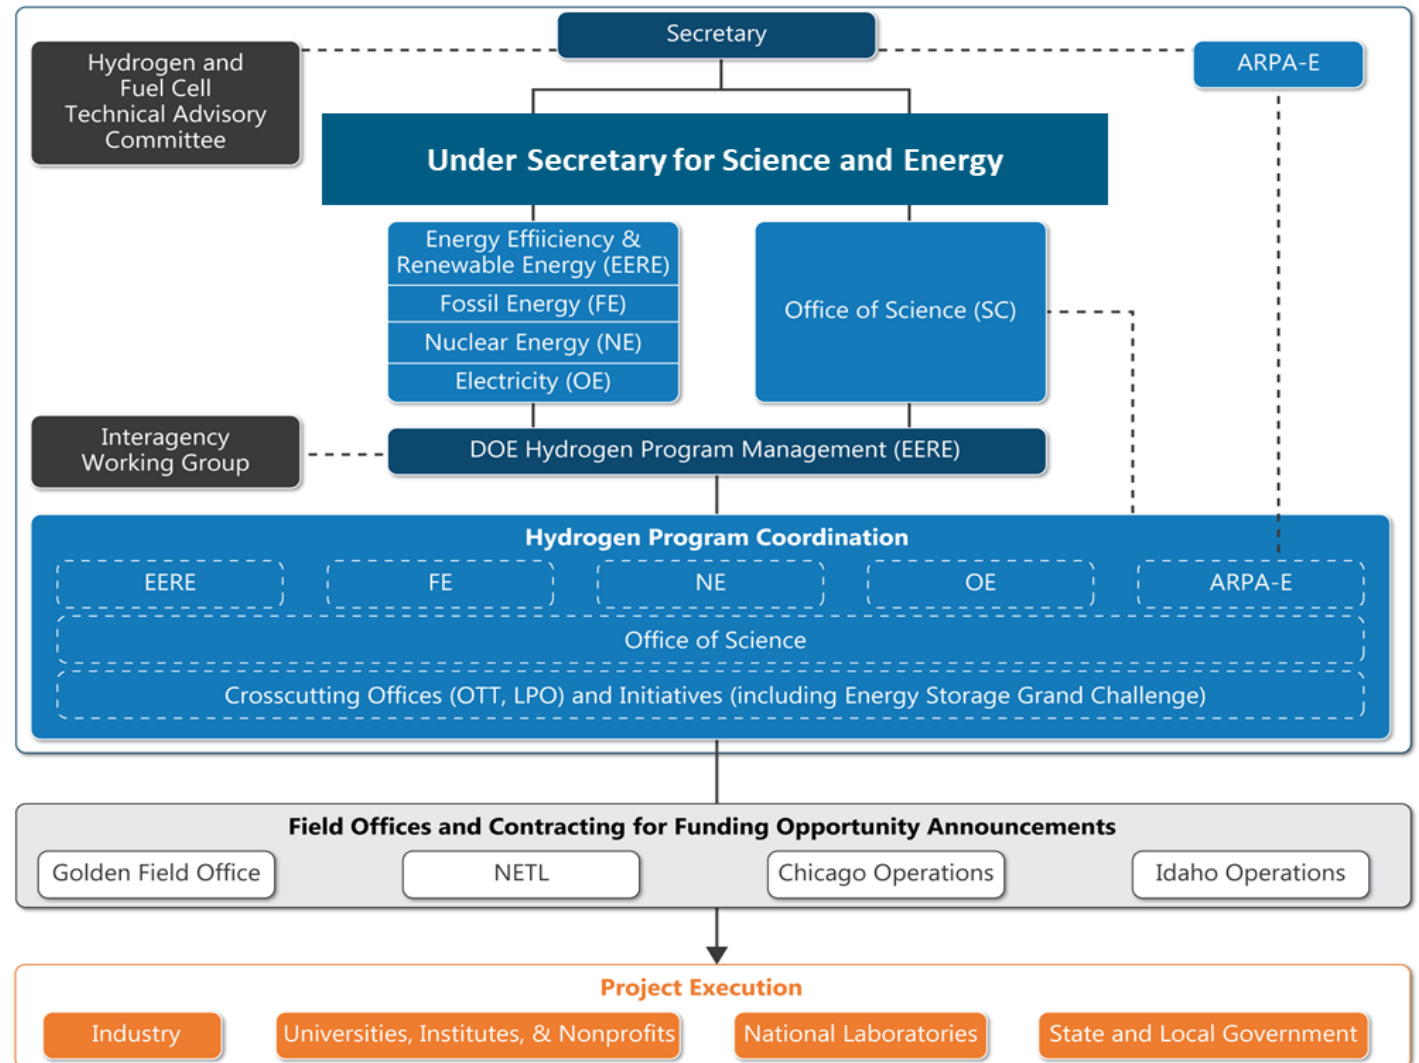 Secretary
Hydrogen and
Fuel Cell
Technical Advisory
Committee
ARPA-E
Under Secretary for Science and Energy
Energy Effiiciency &
Renewable Energy (EERE)
Fossil Energy (FE)
Nuclear Energy (NE)
Electricity (OE)
Office of Science (SC)
Interagency
Working Group
DOE Hydrogen Program Management (EERE)
Hydrogen Program Coordination
EERE
FE
NE
OE
ARPA-E
Office of Science
Crosscutting Offices (OTT, LPO) and Initiatives (including Energy Storage Grand Challenge)
Field Offices and Contracting for Funding Opportunity Announcements
Golden Field Office
NETL
Chicago Operations
Idaho Operations
Project Execution
Industry
Universities, Institutes, & Nonprofits
National Laboratories
State and Local Government